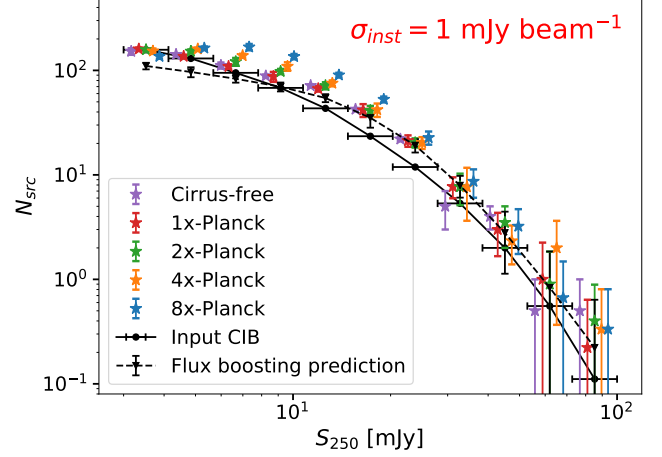 σ_inst = 1 mJy beam⁻¹
10²
10¹
10⁰
10⁻¹
N_src
Cirrus-free
1x-Planck
2x-Planck
4x-Planck
8x-Planck
Input CIB
Flux boosting prediction
10¹
10²
S₂₅₀ [mJy]